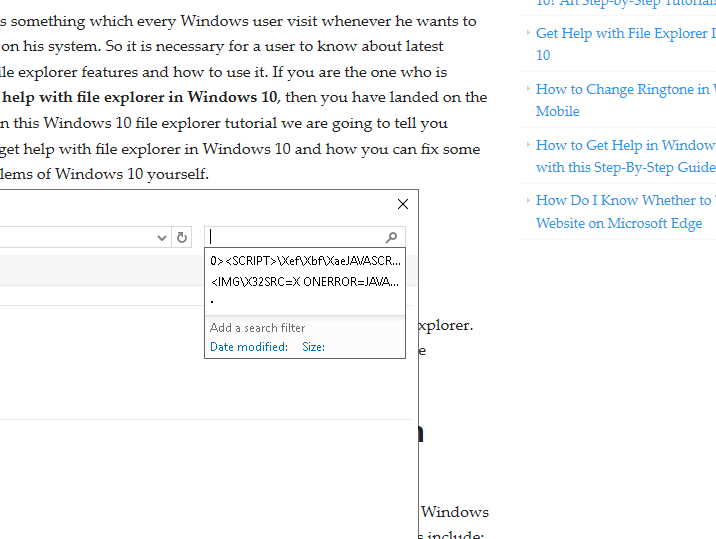 s something which every Windows user visit whenever he wants to
on his system. So it is necessary for a user to know about latest
ile explorer features and how to use it. If you are the one who is
help with file explorer in Windows 10, then you have landed on the
n this Windows 10 file explorer tutorial we are going to tell you
get help with file explorer in Windows 10 and how you can fix some
lems of Windows 10 yourself.
0><SCRIPT>\Xef\Xbf\XaeJAVASCR...
<IMG\X32SRC=X ONERROR=JAVA...
.
Add a search filter
Date modified: Size:
xplorer.
e
n
Windows
s include:
10? An Step-by-Step Tutorials
Get Help with File Explorer I
10
How to Change Ringtone in W
Mobile
How to Get Help in Window
with this Step-By-Step Guide
How Do I Know Whether to
Website on Microsoft Edge